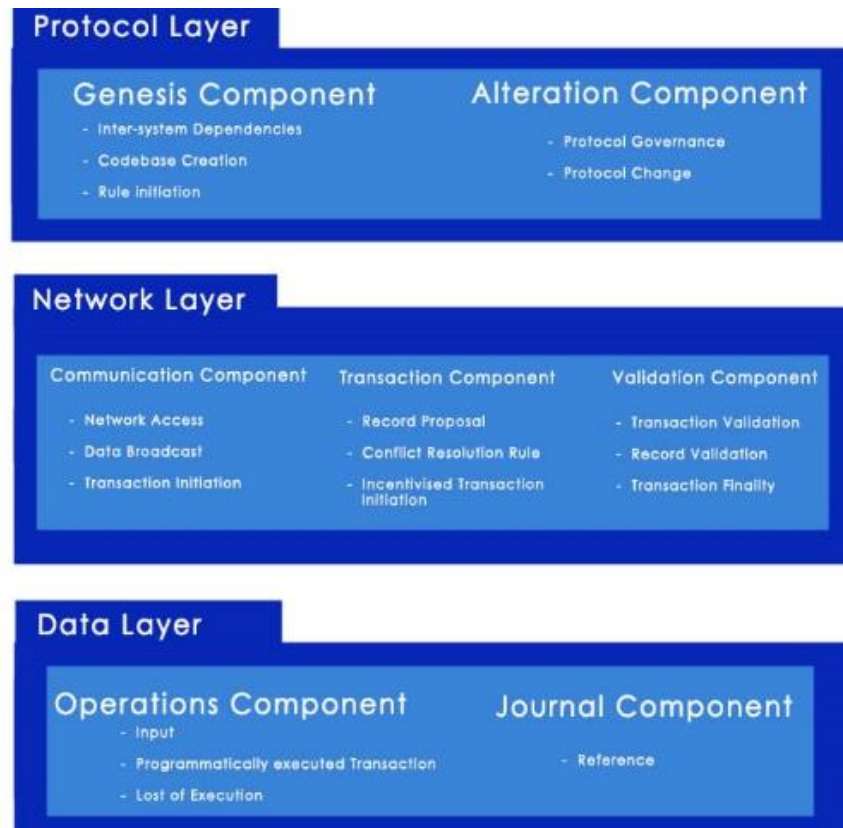 Protocol Layer
Genesis Component
- Inter-system Dependencies
- Codebase Creation
- Rule initiation
Alteration Component
- Protocol Governance
- Protocol Change
Network Layer
Communication Component
- Network Access
- Data Broadcast
- Transaction Initiation
Transaction Component
- Record Proposal
- Conflict Resolution Rule
- Incentivised Transaction
Initiation
Validation Component
- Transaction Validation
- Record Validation
- Transaction Finality
Data Layer
Operations Component
- Input
- Programmatically executed Transaction
- Lost of Execution
Journal Component
- Reference